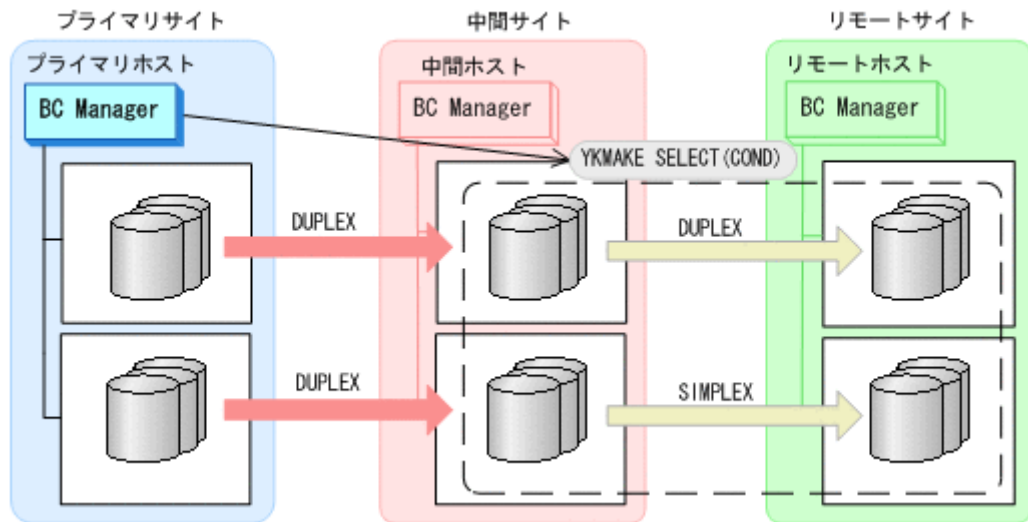 プライマリサイト
中間サイト
リモートサイト
プライマリホスト
中間ホスト
リモートホスト
BC Manager
BC Manager
BC Manager
YKMAKE SELECT(COND)
DUPLEX
DUPLEX
DUPLEX
SIMPLEX